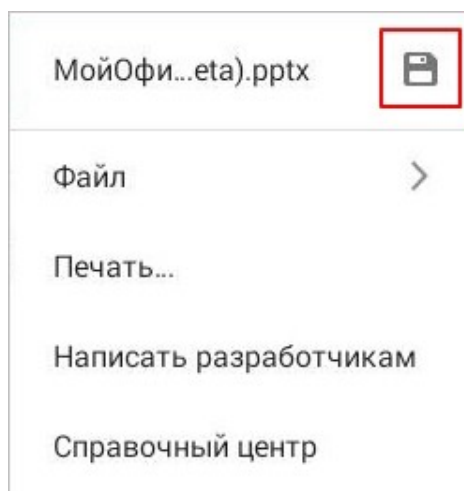 МойОфи...eta).pptx
Файл
Печать...
Написать разработчикам
Справочный центр